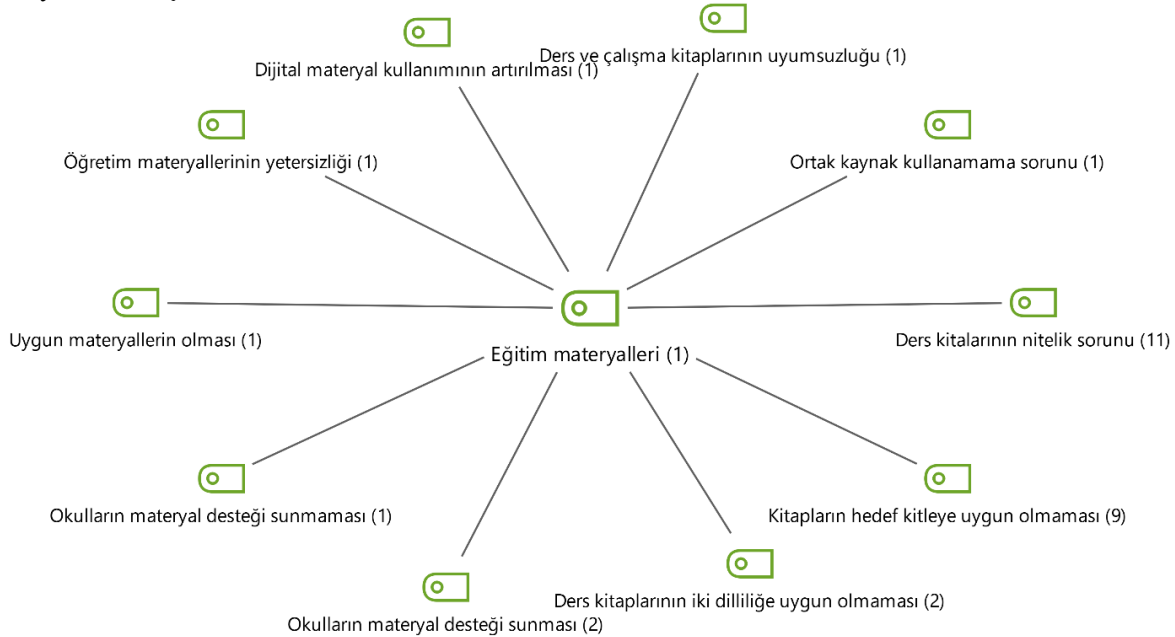 Ders ve çalışma kitaplarının uyumsuzluğu (1)
Dijital materyal kullanımının artırılması (1)
Öğretim materyallerinin yetersizliği (1)
Ortak kaynak kullanamama sorunu (1)
Uygun materyallerin olması (1)
Ders kitalarının nitelik sorunu (11)
Eğitim materyalleri (1)
Okulların materyal desteği sunmaması (1)
Kitapların hedef kitleye uygun olmaması (9)
Ders kitaplarının iki dilliliğe uygun olmaması (2)
Okulların materyal desteği sunması (2)